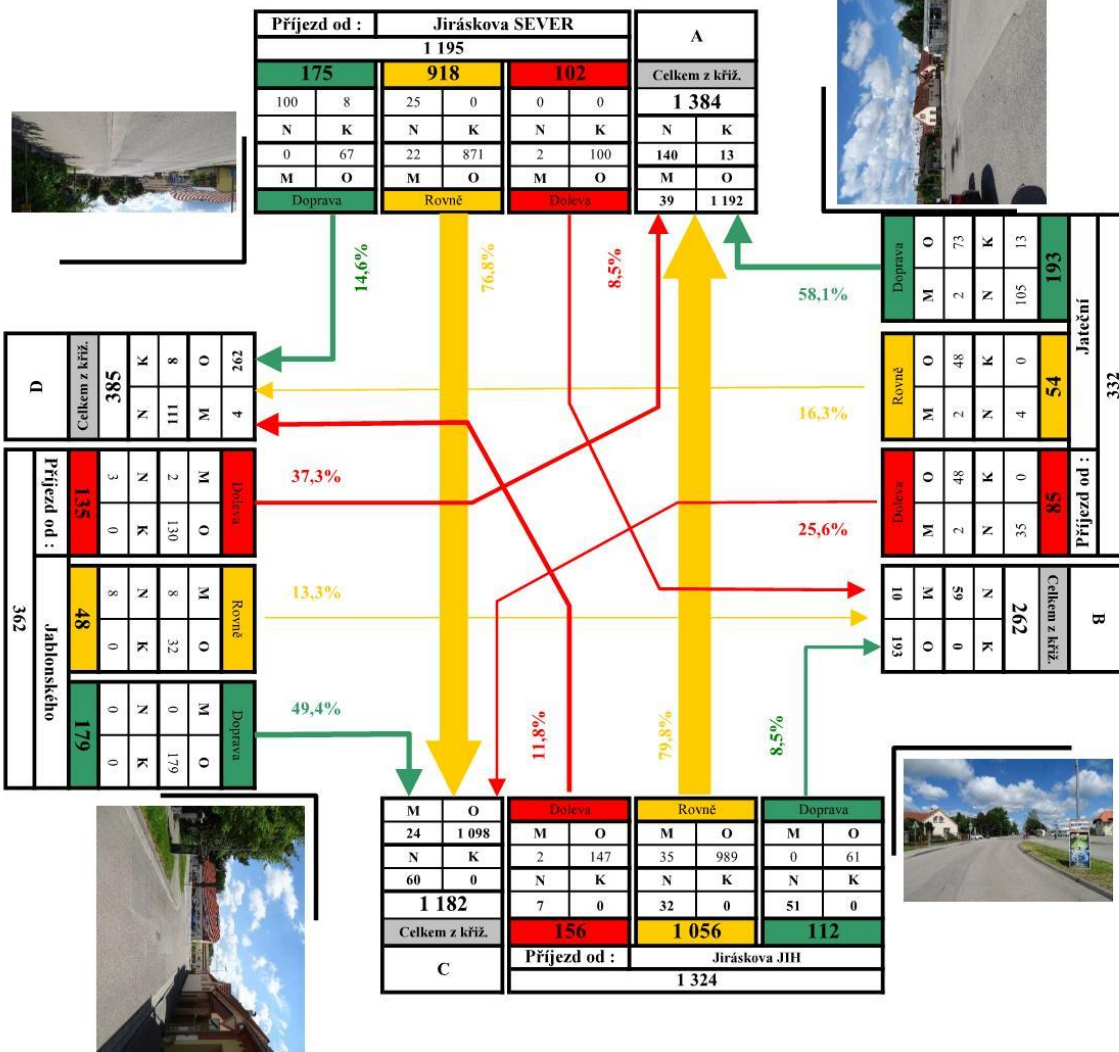 Příjezd od : Jiráskova SEVER
1 195
175 918 102
100 8 25 0 0 0
N K N K N K
0 67 22 871 2 100
M O M O M O
Doprava Rovně Doleva
A
Celkem z křiž.
1 384
N K
140 13
M O
39 1 192
14,6%
76,8%
8,5%
58,1%
16,3%
25,6%
Příjezd od : Jateční
332
85 54 193
35 0 4 0 105 13
N K N K N K
2 48 2 48 2 73
M O M O M O
Doleva Rovně Doprava
B
Celkem z křiž.
262
N K
65 0
M O
10 193
D
Celkem z křiž.
385
K N
8 111
O M
262 4
Příjezd od : Jablonského
362
135 48 179
3 0 8 0 0 0
N K N K N K
2 130 8 32 0 179
M O M O M O
Doleva Rovně Doprava
37,3%
13,3%
49,4%
11,8%
79,8%
8,5%
M O
24 1 098
N K
60 0
1 182
Celkem z křiž.
C
Doleva Rovně Doprava
M O M O M O
2 147 35 989 0 61
N K N K N K
7 0 32 0 51 0
156 1 056 112
Příjezd od : Jiráskova JIH
1 324